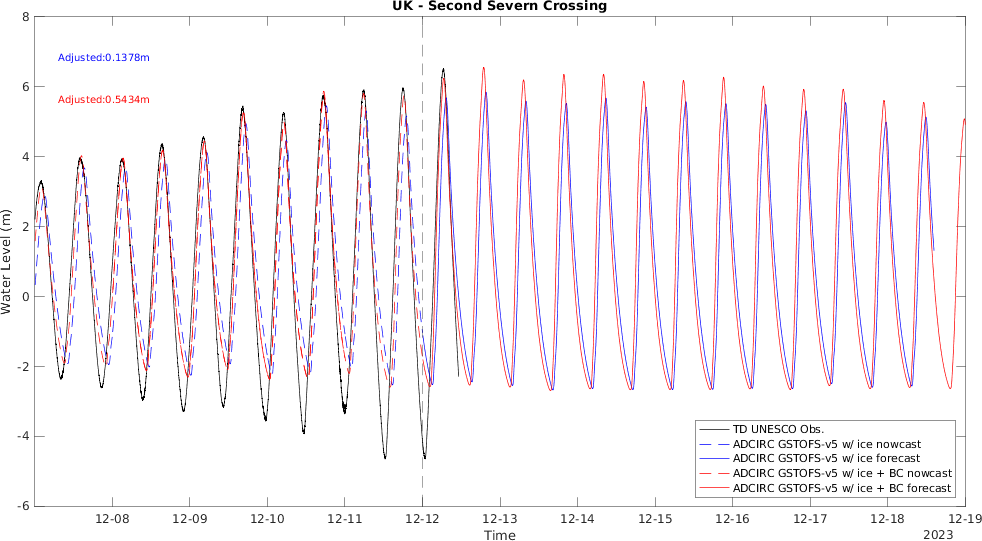 UK - Second Severn Crossing
Adjusted:0.1378m
Adjusted:0.5434m
8
6
4
2
0
-2
-4
-6
Water Level (m)
TD UNESCO Obs.
ADCIRC GSTOFS-v5 w/ ice nowcast
ADCIRC GSTOFS-v5 w/ ice forecast
ADCIRC GSTOFS-v5 w/ ice + BC nowcast
ADCIRC GSTOFS-v5 w/ ice + BC forecast
12-08 12-09 12-10 12-11 12-12 12-13 12-14 12-15 12-16 12-17 12-18 12-19
Time
2023